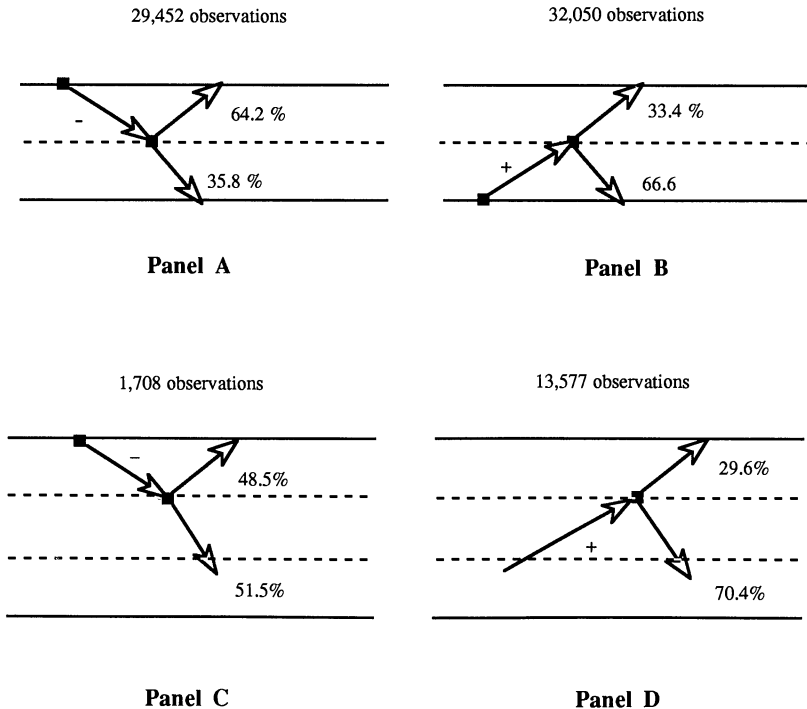 29,452 observations
32,050 observations
-
64.2 %
35.8 %
+
33.4 %
66.6
Panel A
Panel B
1,708 observations
13,577 observations
–
48.5%
51.5%
29.6%
+
–
70.4%
Panel C
Panel D